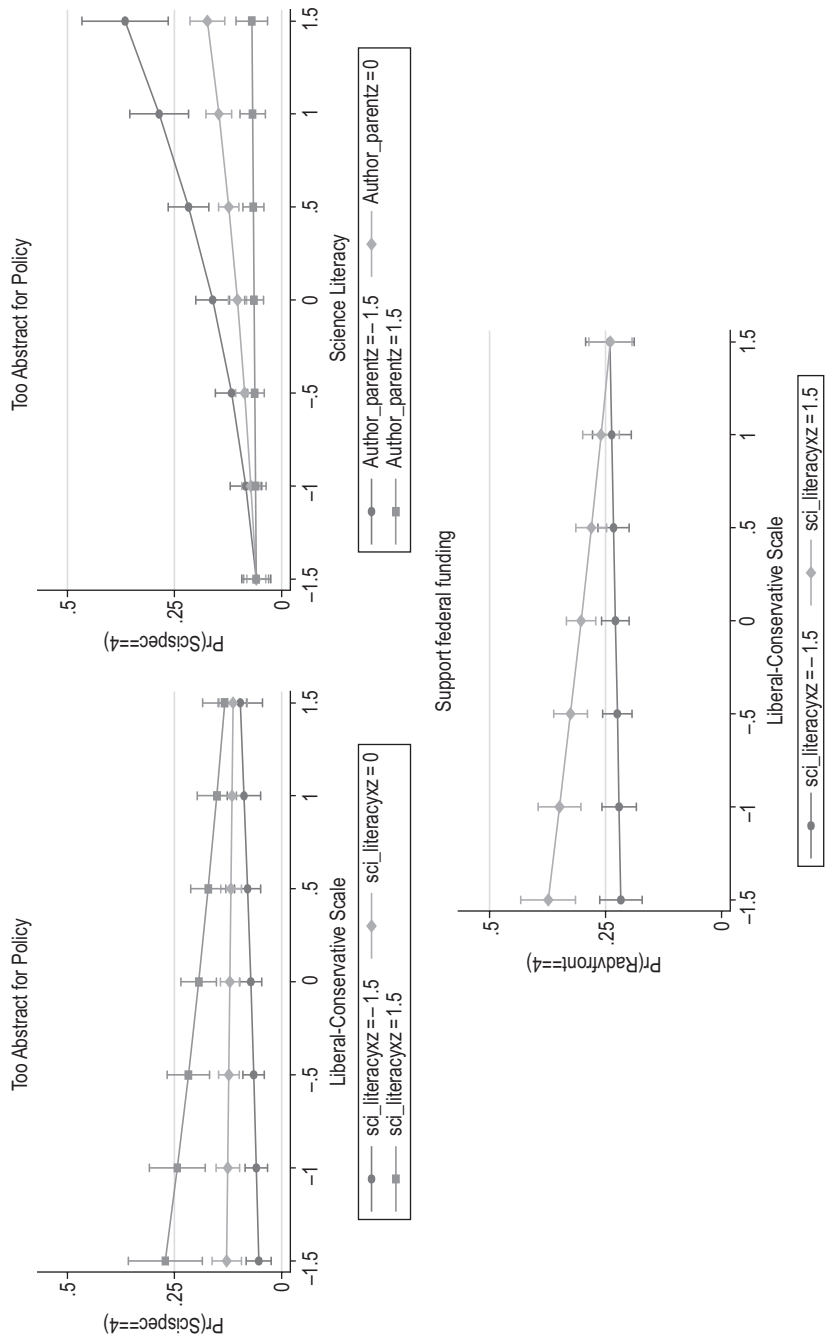 Too Abstract for Policy
Pr(Scispec==4)
.5
.25
0
–1.5
–1
–.5
0
.5
1
1.5
Liberal-Conservative Scale
sci_literacyxz = – 1.5
sci_literacyxz = 0
sci_literacyxz = 1.5
Too Abstract for Policy
Pr(Scispec==4)
.5
.25
0
–1.5
–1
–.5
0
.5
1
1.5
Science Literacy
Author_parentz = – 1.5
Author_parentz = 0
Author_parentz = 1.5
Support federal funding
Pr(Radvfront=4)
.5
.25
0
–1.5
–1
–.5
0
.5
1
1.5
Liberal-Conservative Scale
sci_literacyxz = – 1.5
sci_literacyxz = 1.5